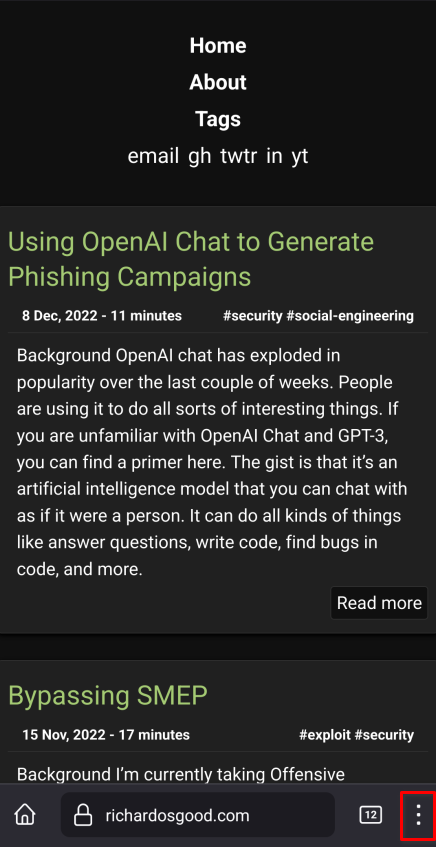 Home
About
Tags
email gh twtr in yt
Using OpenAI Chat to Generate
Phishing Campaigns
8 Dec, 2022 - 11 minutes #security #social-engineering
Background OpenAI chat has exploded in
popularity over the last couple of weeks. People
are using it to do all sorts of interesting things. If
you are unfamiliar with OpenAI Chat and GPT-3,
you can find a primer here. The gist is that it's an
artificial intelligence model that you can chat with
as if it were a person. It can do all kinds of things
like answer questions, write code, find bugs in
code, and more.
Read more
Bypassing SMEP
15 Nov, 2022 - 17 minutes #exploit #security
Background I'm currently taking Offensive
richardosgood.com 12